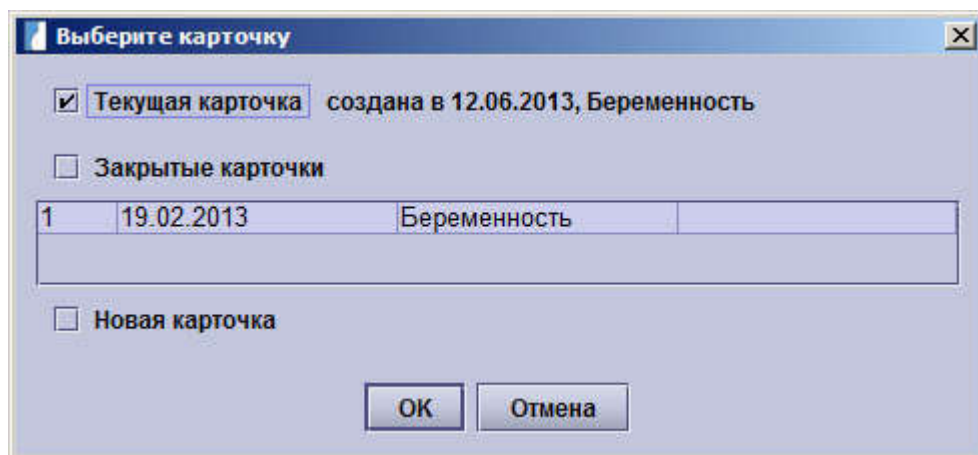 Выберите карточку
Текущая карточка создана в 12.06.2013, Беременность
Закрытые карточки
1 19.02.2013 Беременность
Новая карточка
ОК Отмена